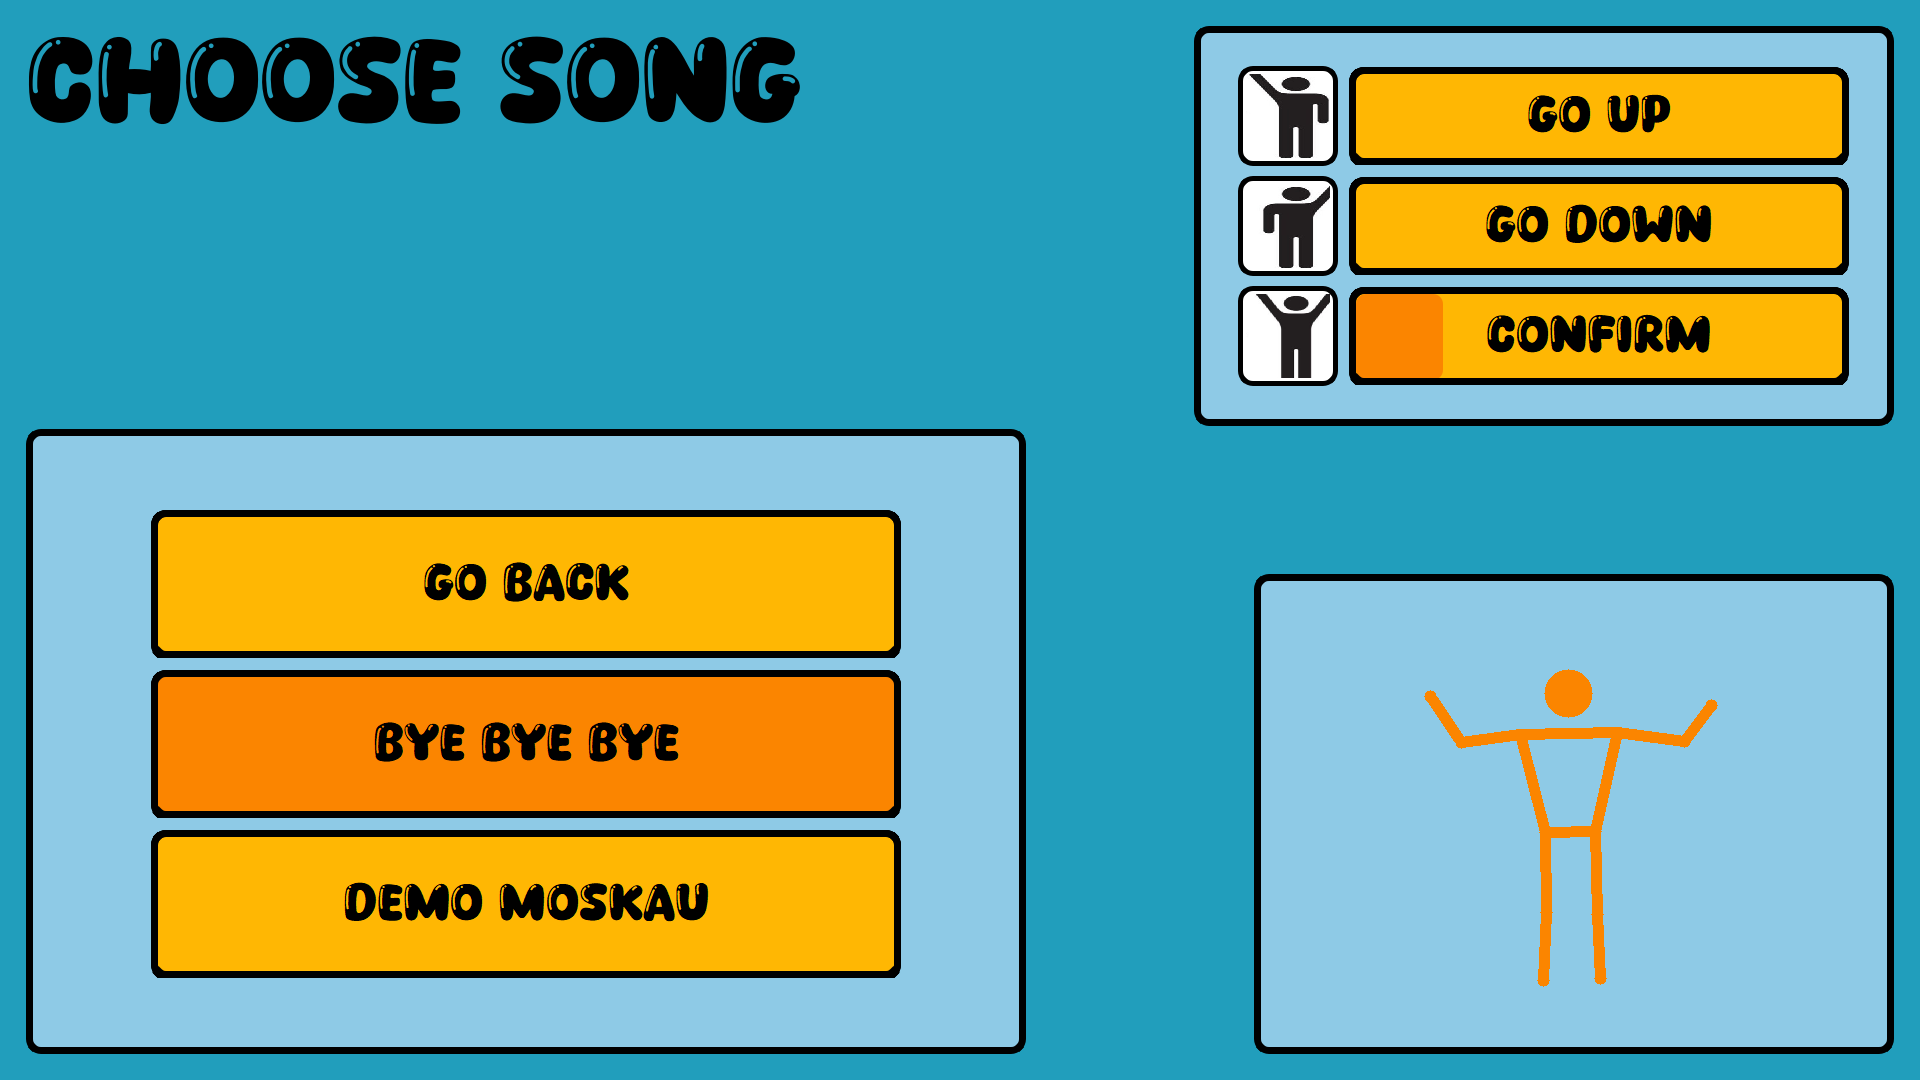 CHOOSE SONG
GO UP
GO DOWN
CONFIRM
GO BACK
BYE BYE BYE
DEMO MOSKAU